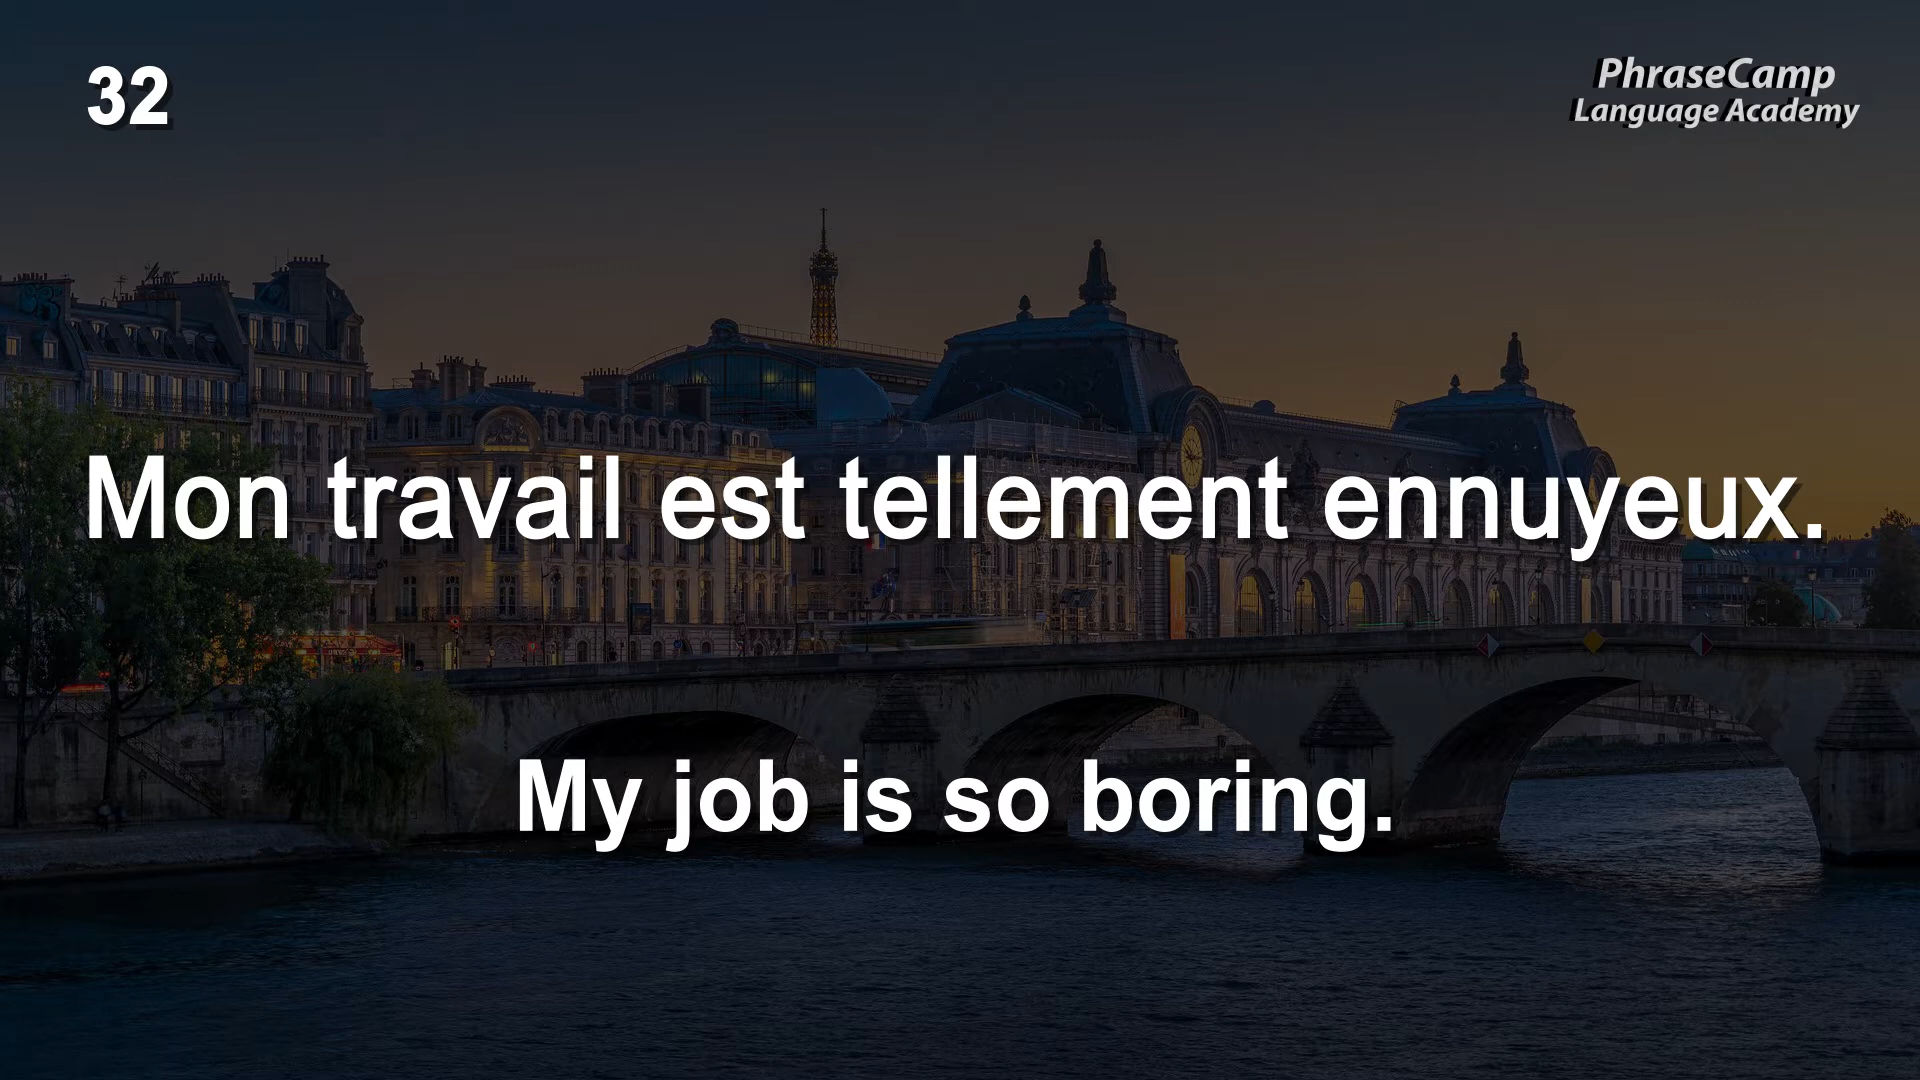 32
PhraseCamp
Language Academy
Mon travail est tellement ennuyeux.
My job is so boring.